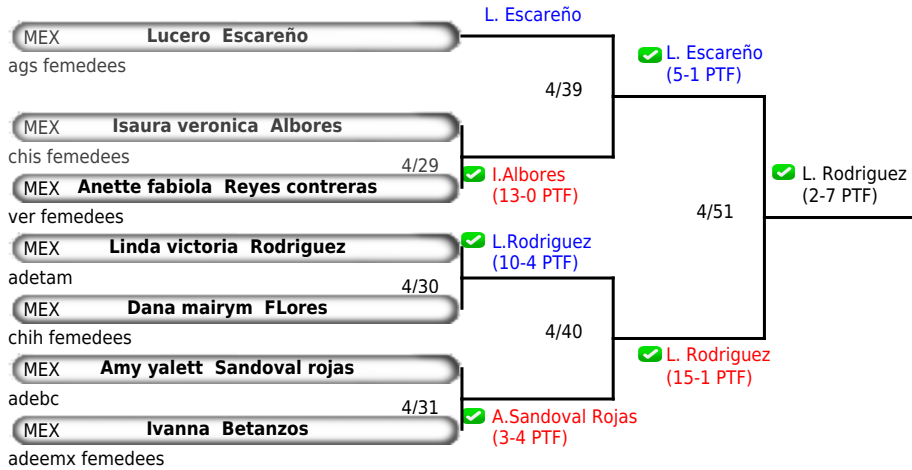 L. Escareño
MEX Lucero Escareño
ags femedees
L. Escareño
(5-1 PTF)
4/39
MEX Isaura veronica Albores
chis femedees
4/29
I.Albores
(13-0 PTF)
MEX Anette fabiola Reyes contreras
ver femedees
L. Rodriguez
(2-7 PTF)
4/51
MEX Linda victoria Rodriguez
adetam
L.Rodriguez
(10-4 PTF)
4/30
MEX Dana mairym FLores
chih femedees
4/40
MEX Amy yalett Sandoval rojas
adebc
L. Rodriguez
(15-1 PTF)
4/31
A.Sandoval Rojas
(3-4 PTF)
MEX Ivanna Betanzos
adeemx femedees